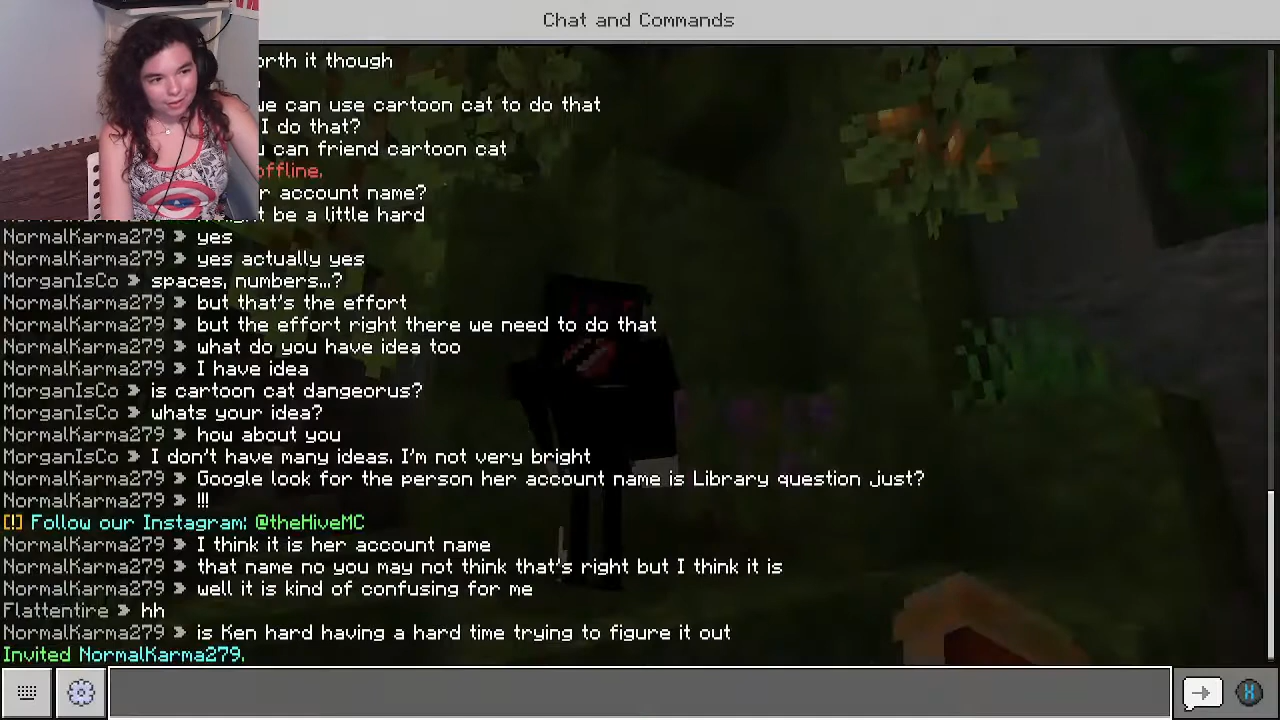 Chat and Commands
orth it though
we can use cartoon cat to do that
I do that?
u can friend cartoon cat
offline.
r account name?
t be a little hard
NormalKarma279 » yes
NormalKarma279 » yes actually yes
MorganIsCo » spaces, numbers...?
NormalKarma279 » but that's the effort
NormalKarma279 » but the effort right there we need to do that
NormalKarma279 » what do you have idea too
NormalKarma279 » I have idea
MorganIsCo » is cartoon cat dangeorus?
MorganIsCo » whats your idea?
NormalKarma279 » how about you
MorganIsCo » I don't have many ideas. I'm not very bright
NormalKarma279 » Google look for the person her account name is Library question just?
NormalKarma279 » !!!
[!] Follow our Instagram: @theHiveMC
NormalKarma279 » I think it is her account name
NormalKarma279 » that name no you may not think that's right but I think it is
NormalKarma279 » well it is kind of confusing for me
Flattentire » hh
NormalKarma279 » is Ken hard having a hard time trying to figure it out
Invited NormalKarma279.
X